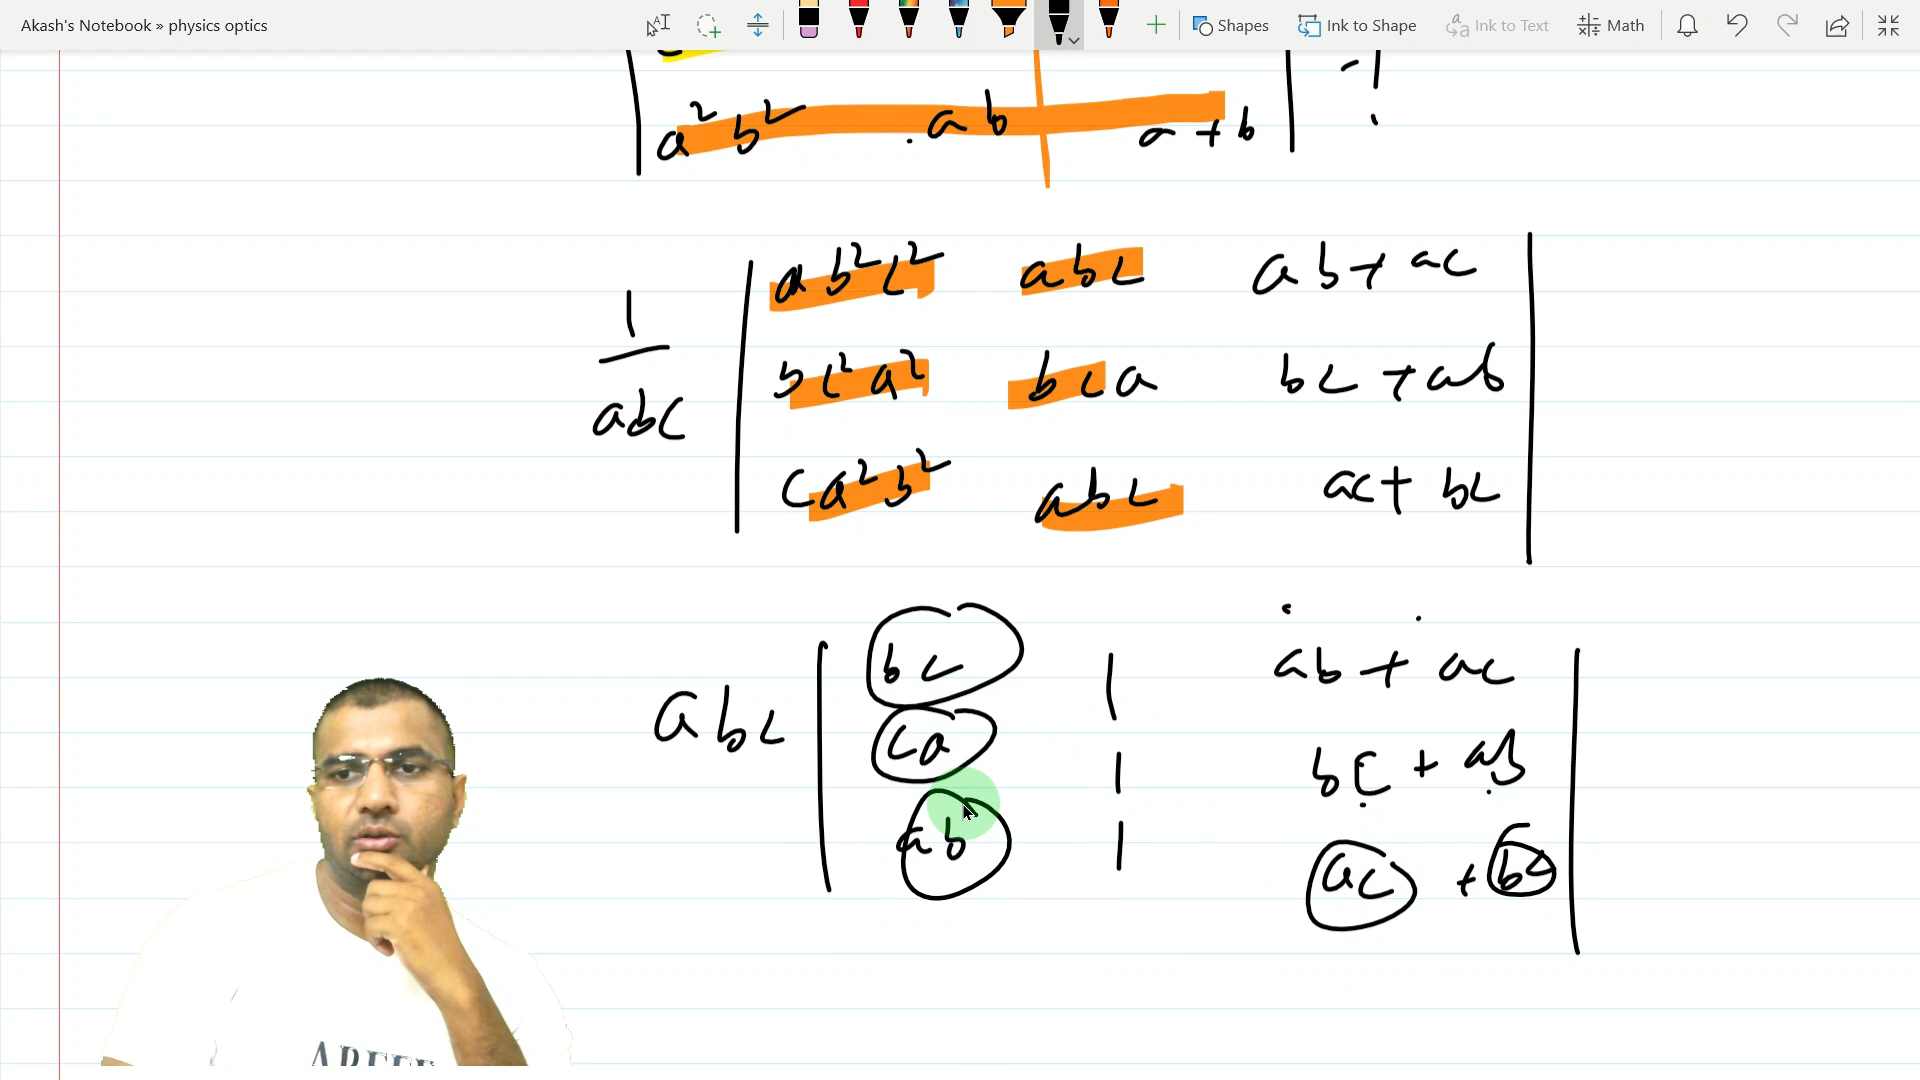 Akash's Notebook » physics optics
Shapes Ink to Shape Ink to Text Math
a²b² ab a+b
1/abc
ab²c² abc ab+ac
bc²a² bca bc+ab
ca²b² abc ac+bc
abc
bc 1 ab+ac
ca 1 bc+ab
ab 1 ac+bc